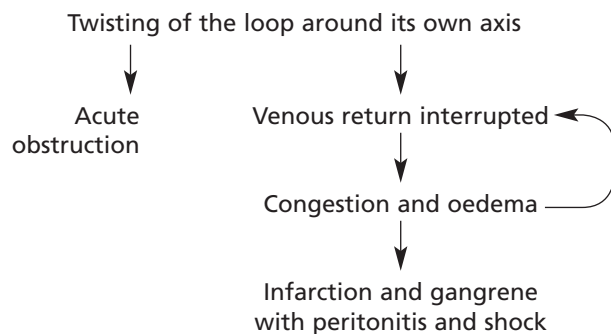 Twisting of the loop around its own axis
Acute
obstruction
Venous return interrupted
Congestion and oedema
Infarction and gangrene
with peritonitis and shock